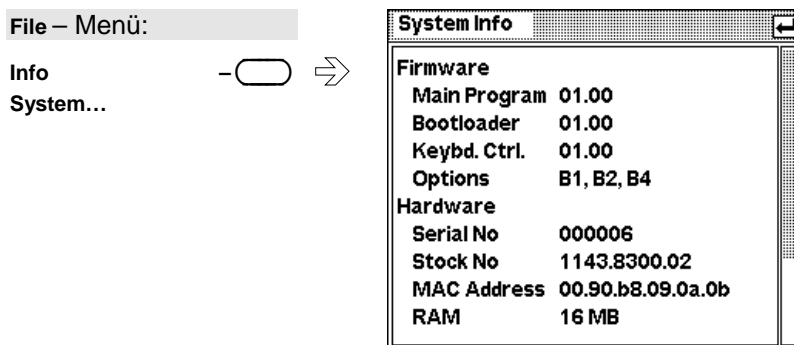 File – Menü:
Info
System…
System Info
Firmware
Main Program 01.00
Bootloader 01.00
Keybd. Ctrl. 01.00
Options B1, B2, B4
Hardware
Serial No 000006
Stock No 1143.8300.02
MAC Address 00.90.b8.09.0a.0b
RAM 16 MB